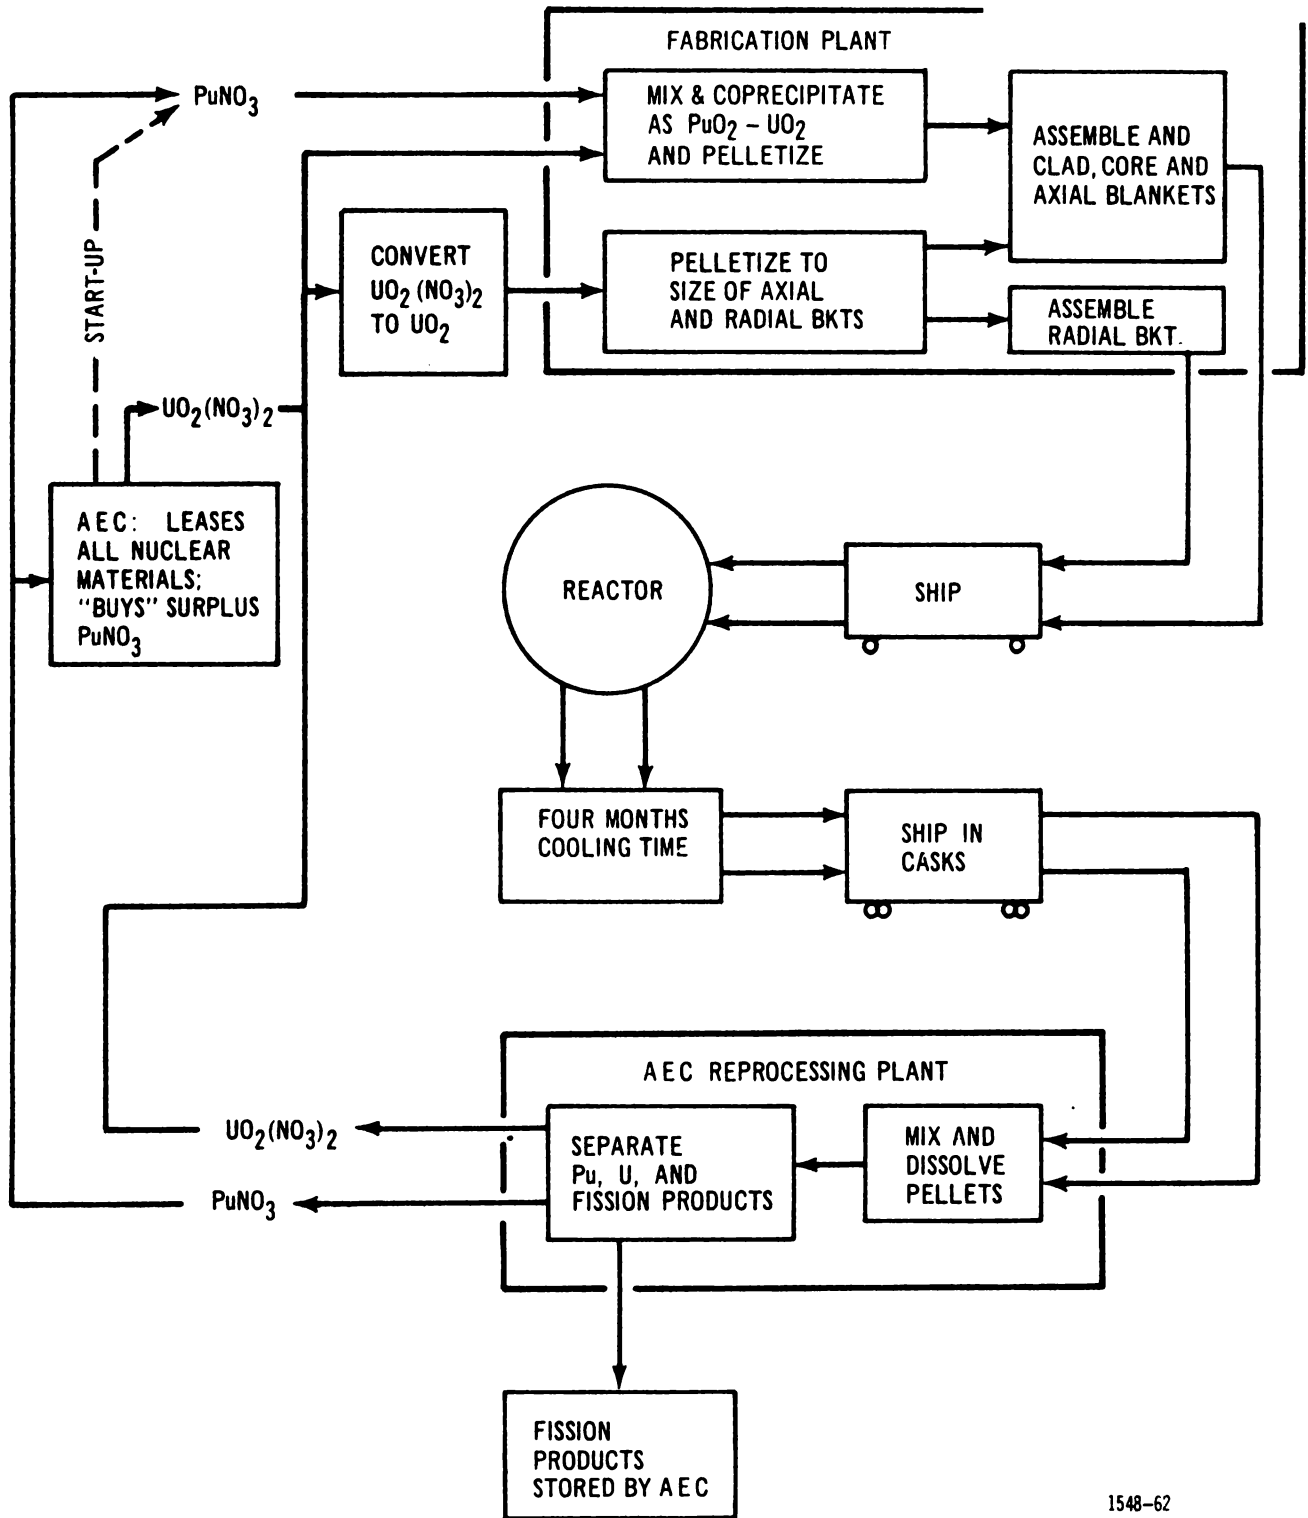 FABRICATION PLANT
PuNO3
MIX & COPRECIPITATE
AS PuO2 – UO2
AND PELLETIZE
ASSEMBLE AND
CLAD, CORE AND
AXIAL BLANKETS
START-UP
CONVERT
UO2 (NO3)2
TO UO2
PELLETIZE TO
SIZE OF AXIAL
AND RADIAL BKTS
ASSEMBLE
RADIAL BKT.
UO2(NO3)2
AEC: LEASES
ALL NUCLEAR
MATERIALS;
"BUYS" SURPLUS
PuNO3
REACTOR
SHIP
FOUR MONTHS
COOLING TIME
SHIP IN
CASKS
AEC REPROCESSING PLANT
UO2(NO3)2
PuNO3
SEPARATE
Pu, U, AND
FISSION PRODUCTS
MIX AND
DISSOLVE
PELLETS
FISSION
PRODUCTS
STORED BY AEC
1548-62